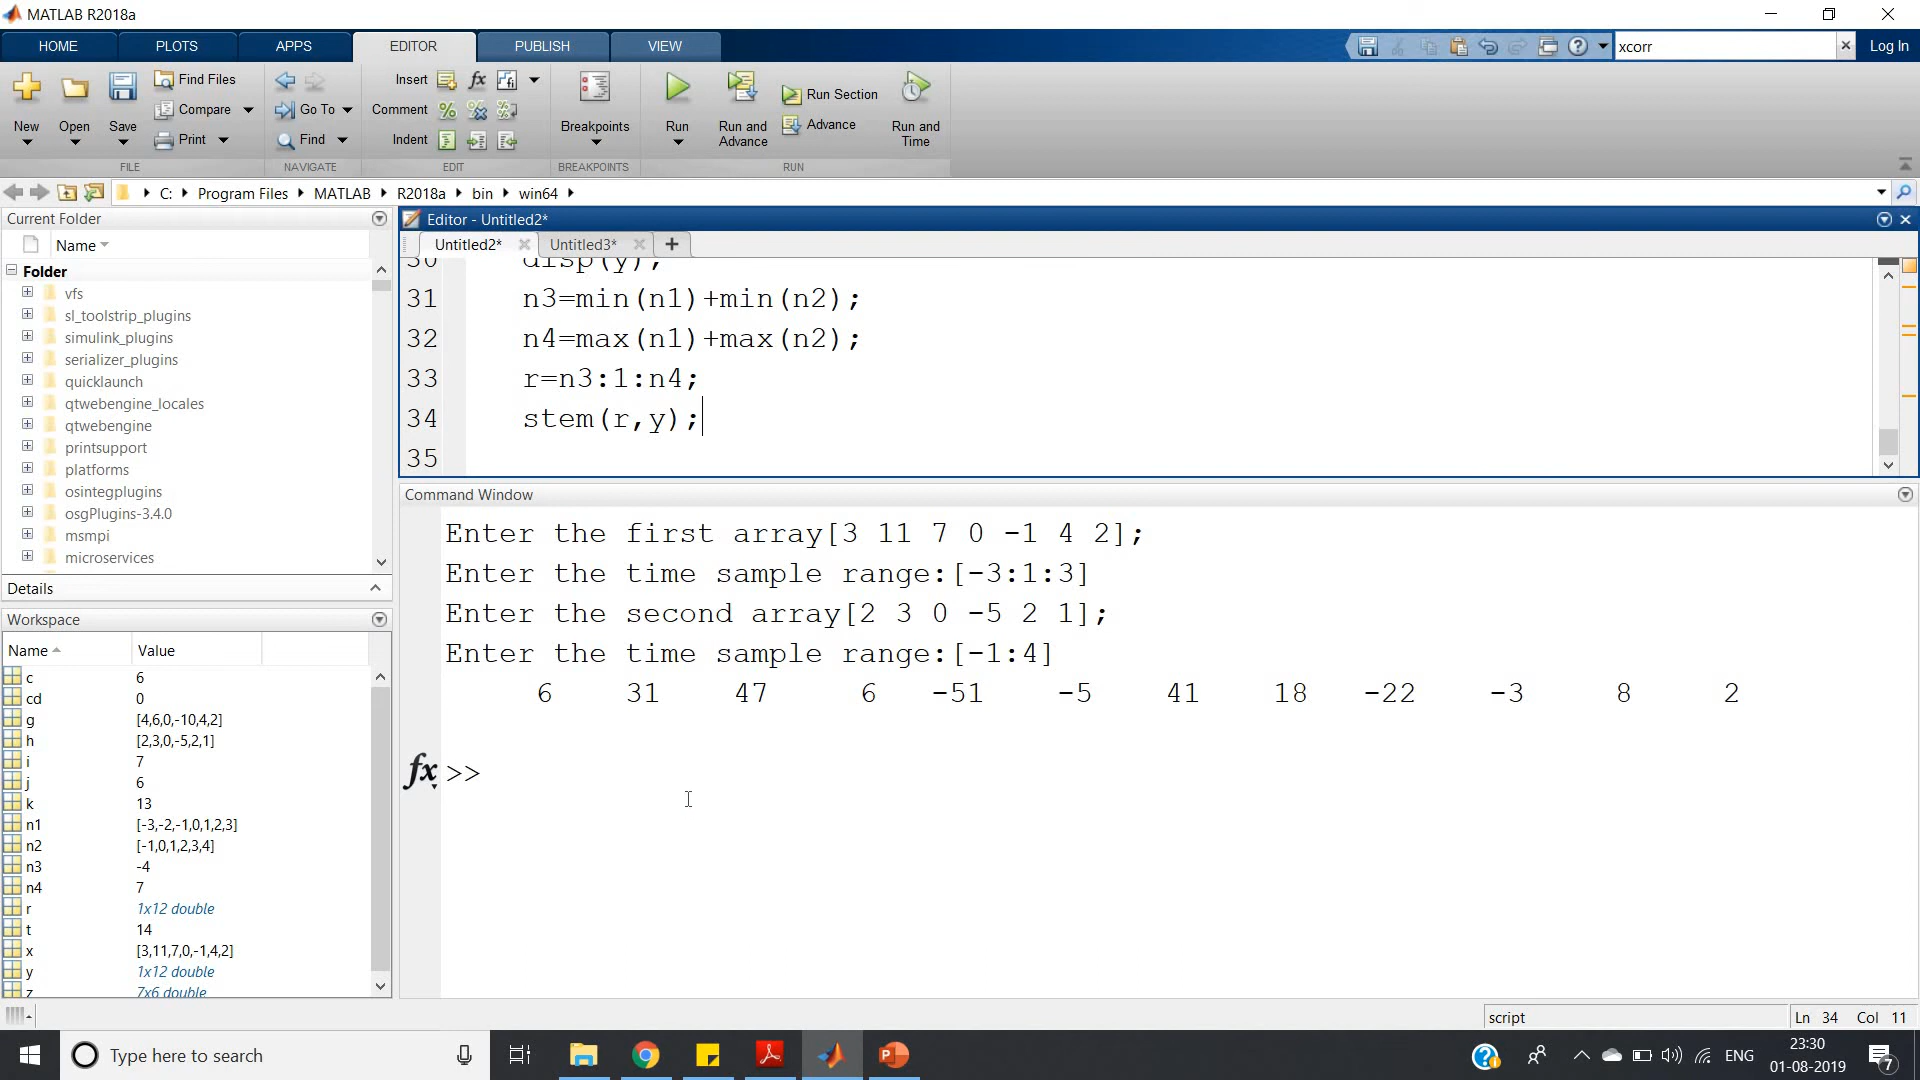 MATLAB R2018a
HOME PLOTS APPS EDITOR PUBLISH VIEW
xcorr
Log In
New
Open
Save
Find Files
Compare
Print
FILE
Go To
Find
NAVIGATE
Insert
Comment
Indent
EDIT
Breakpoints
BREAKPOINTS
Run
Run and
Advance
Run Section
Advance
Run and
Time
RUN
C: Program Files MATLAB R2018a bin win64
Current Folder
Name
Folder
vfs
sl_toolstrip_plugins
simulink_plugins
serializer_plugins
quicklaunch
qtwebengine_locales
qtwebengine
printsupport
platforms
osintegplugins
osgPlugins-3.4.0
msmpi
microservices
Details
Workspace
Name Value
c 6
cd 0
g [4,6,0,-10,4,2]
h [2,3,0,-5,2,1]
i 7
j 6
k 13
n1 [-3,-2,-1,0,1,2,3]
n2 [-1,0,1,2,3,4]
n3 -4
n4 7
r 1x12 double
t 14
x [3,11,7,0,-1,4,2]
y 1x12 double
z 7x6 double
Editor - Untitled2*
Untitled2* Untitled3*
30 disp(y);
31 n3=min(n1)+min(n2);
32 n4=max(n1)+max(n2);
33 r=n3:1:n4;
34 stem(r,y);
35
Command Window
Enter the first array[3 11 7 0 -1 4 2];
Enter the time sample range:[-3:1:3]
Enter the second array[2 3 0 -5 2 1];
Enter the time sample range:[-1:4]
6 31 47 6 -51 -5 41 18 -22 -3 8 2
fx >>
script
Ln 34 Col 11
Type here to search
ENG
23:30
01-08-2019
7